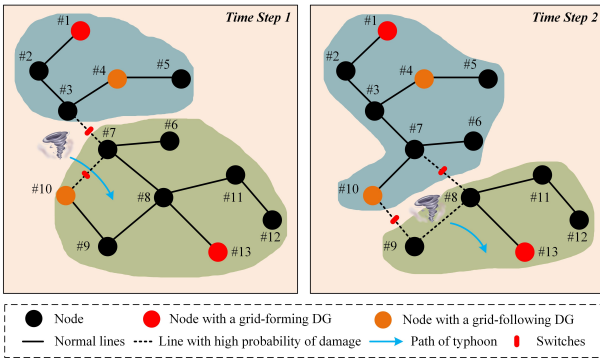 Time Step 1
#1
#2
#4
#5
#3
#7
#6
#10
#8
#11
#9
#12
#13
Time Step 2
#1
#2
#4
#5
#3
#7
#6
#10
#8
#11
#9
#12
#13
Node
Node with a grid-forming DG
Node with a grid-following DG
Normal lines
Line with high probability of damage
Path of typhoon
Switches